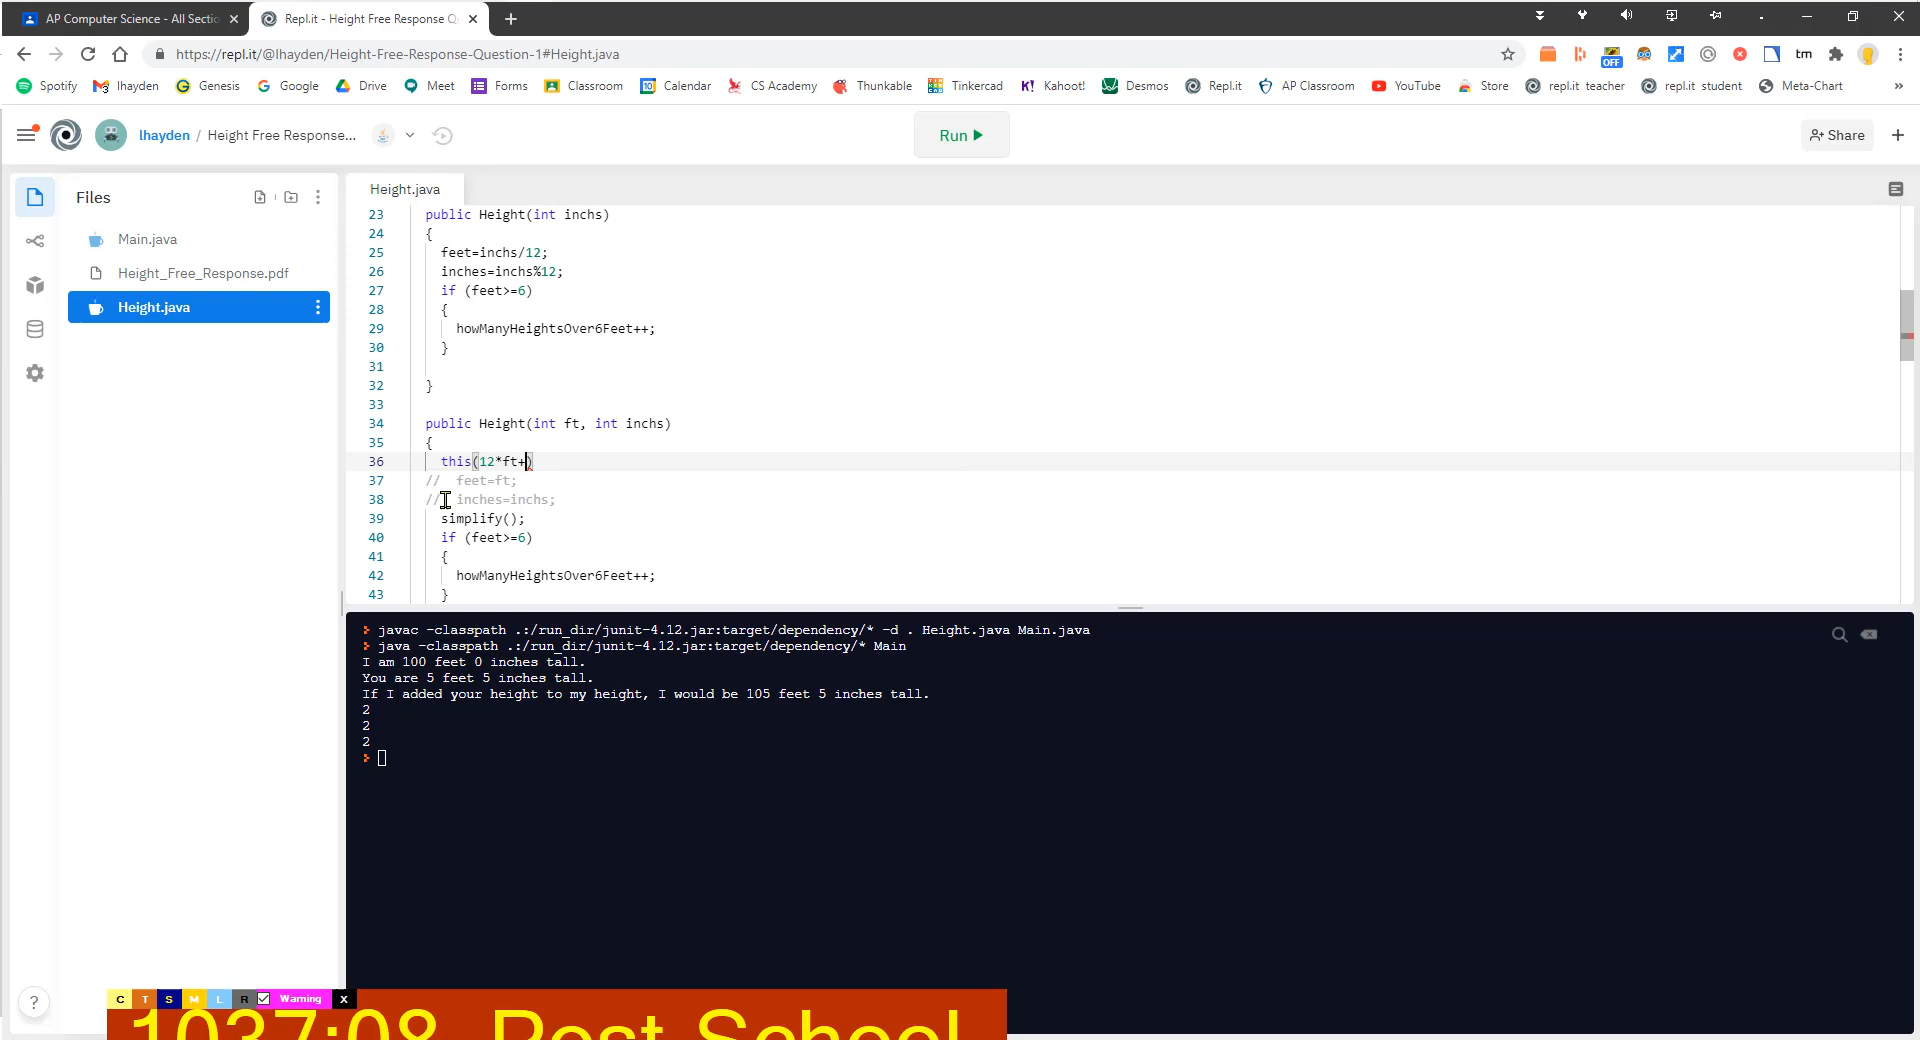 AP Computer Science - All Sectio
Repl.it - Height Free Response Q
https://repl.it/@lhayden/Height-Free-Response-Question-1#Height.java
OFF
tm
Spotify lhayden Genesis Google Drive Meet Forms Classroom 10 Calendar CS Academy Thunkable Tinkercad K! Kahoot! Desmos Repl.it AP Classroom YouTube Store repl.it teacher repl.it student Meta-Chart »
lhayden / Height Free Response... Run Share +
Files
Main.java
Height_Free_Response.pdf
Height.java
Height.java
23 public Height(int inchs)
24 {
25 feet=inchs/12;
26 inches=inchs%12;
27 if (feet>=6)
28 {
29 howManyHeightsOver6Feet++;
30 }
31
32 }
33
34 public Height(int ft, int inchs)
35 {
36 this(12*ft+)
37 // feet=ft;
38 // inches=inchs;
39 simplify();
40 if (feet>=6)
41 {
42 howManyHeightsOver6Feet++;
43 }
javac -classpath .:/run_dir/junit-4.12.jar:target/dependency/* -d . Height.java Main.java
java -classpath .:/run_dir/junit-4.12.jar:target/dependency/* Main
I am 100 feet 0 inches tall.
You are 5 feet 5 inches tall.
If I added your height to my height, I would be 105 feet 5 inches tall.
2
2
2
?
C T S M L R Warning X
1037:08 Post School